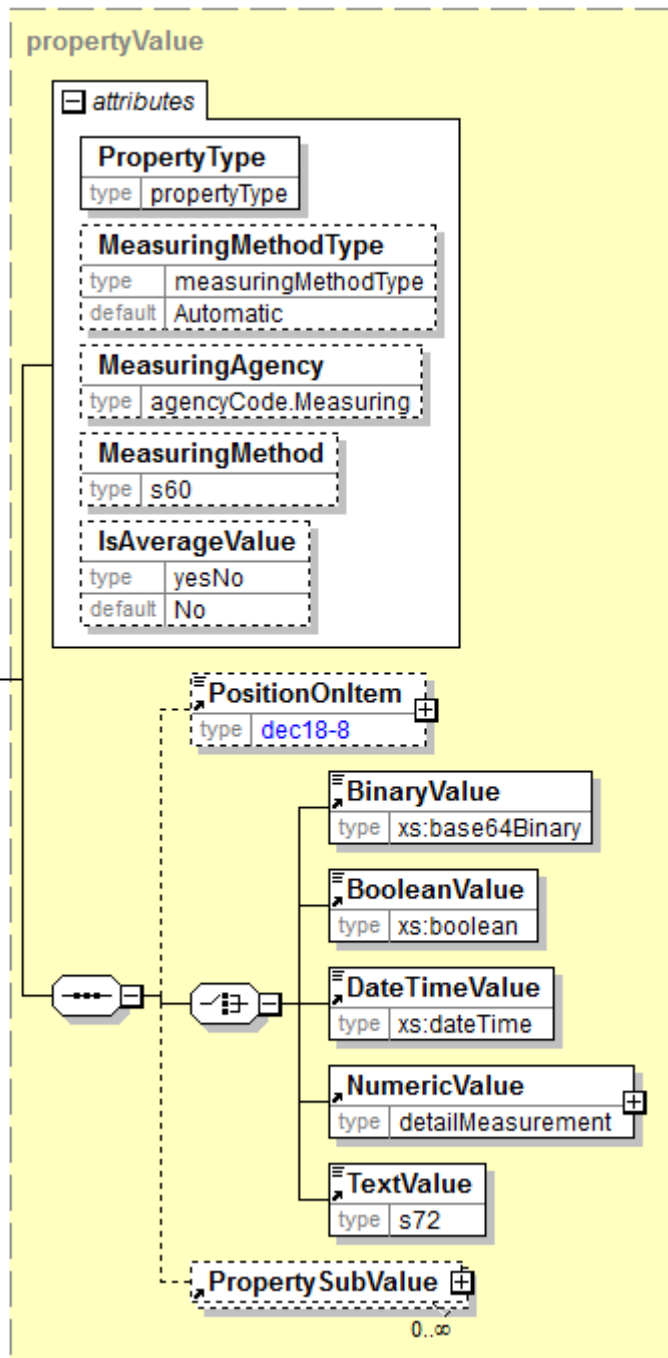 propertyValue
attributes
PropertyType
type propertyType
MeasuringMethodType
type measuringMethodType
default Automatic
MeasuringAgency
type agencyCode.Measuring
MeasuringMethod
type s60
IsAverageValue
type yesNo
default No
PositionOnItem
type dec18-8
BinaryValue
type xs:base64Binary
BooleanValue
type xs:boolean
DateTimeValue
type xs:dateTime
NumericValue
type detailMeasurement
TextValue
type s72
PropertySubValue
0..∞